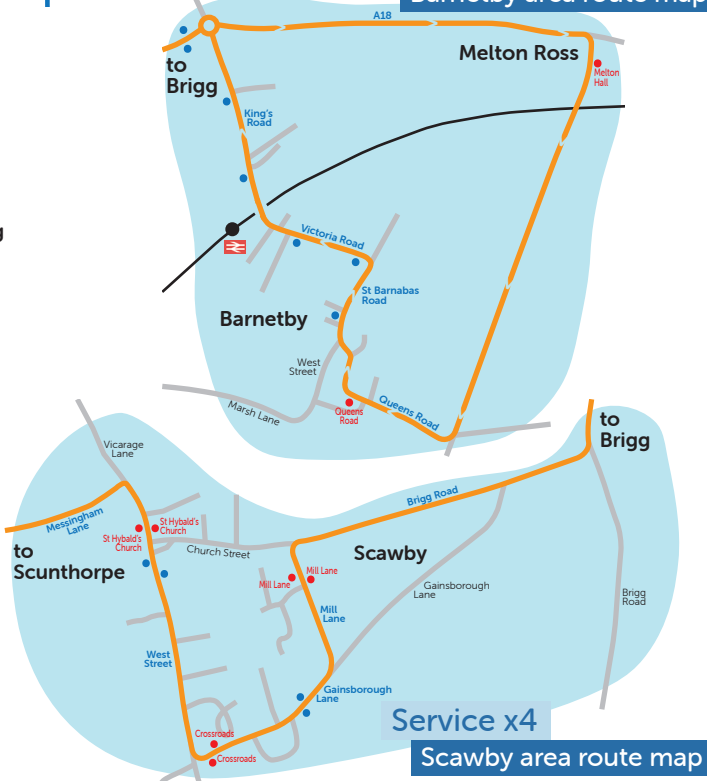 Barnetby area route map
A18
to
Brigg
Melton Ross
Melton
Hall
King's
Road
Victoria Road
St Barnabas
Road
Barnetby
West
Street
Marsh Lane
Queens
Road
Queens Road
to
Brigg
Vicarage
Lane
Brigg Road
Messingham
Lane
St Hybald's
Church
St Hybald's
Church
to
Scunthorpe
Church Street
Scawby
Mill Lane
Mill Lane
Gainsborough
Lane
Brigg
Road
Mill
Lane
West
Street
Gainsborough
Lane
Service x4
Crossroads
Crossroads
Scawby area route map